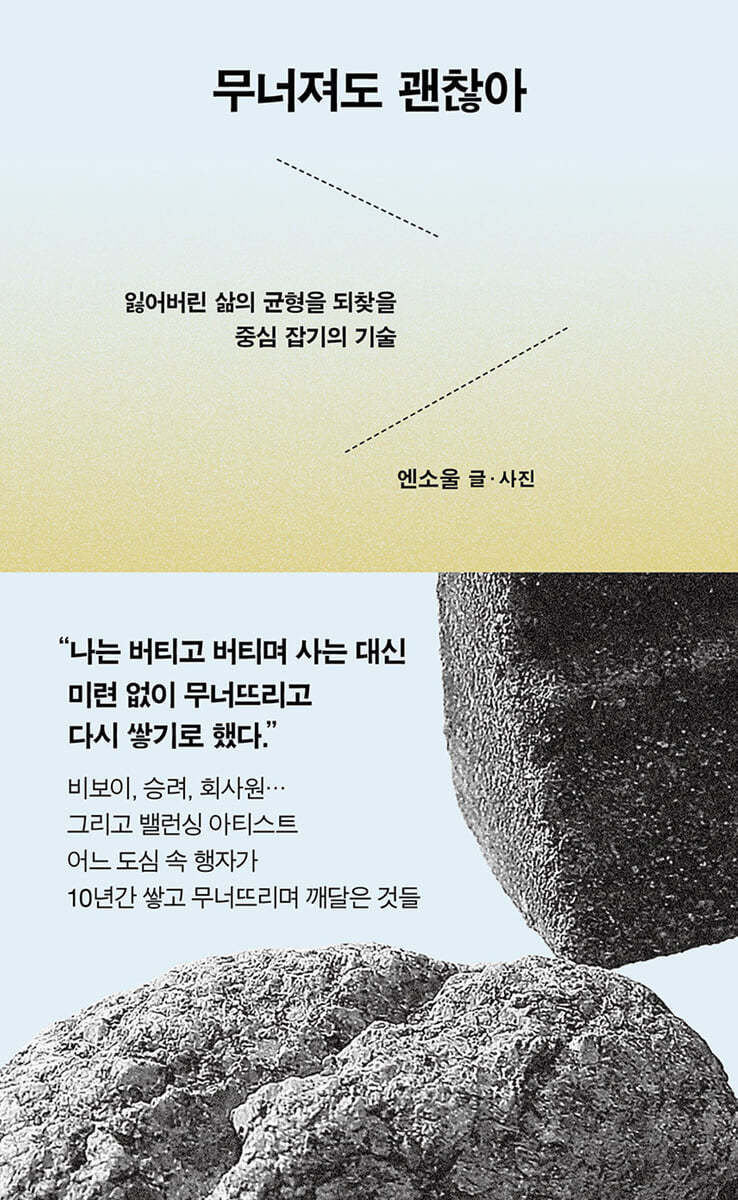 무너져도 괜찮아
잃어버린 삶의 균형을 되찾을
중심 잡기의 기술
엔소울 글·사진
“나는 버티고 버티며 사는 대신
미련 없이 무너뜨리고
다시 쌓기로 했다.”
비보이, 승려, 회사원…
그리고 밸런싱 아티스트
어느 도심 속 행자가
10년간 쌓고 무너뜨리며 깨달은 것들